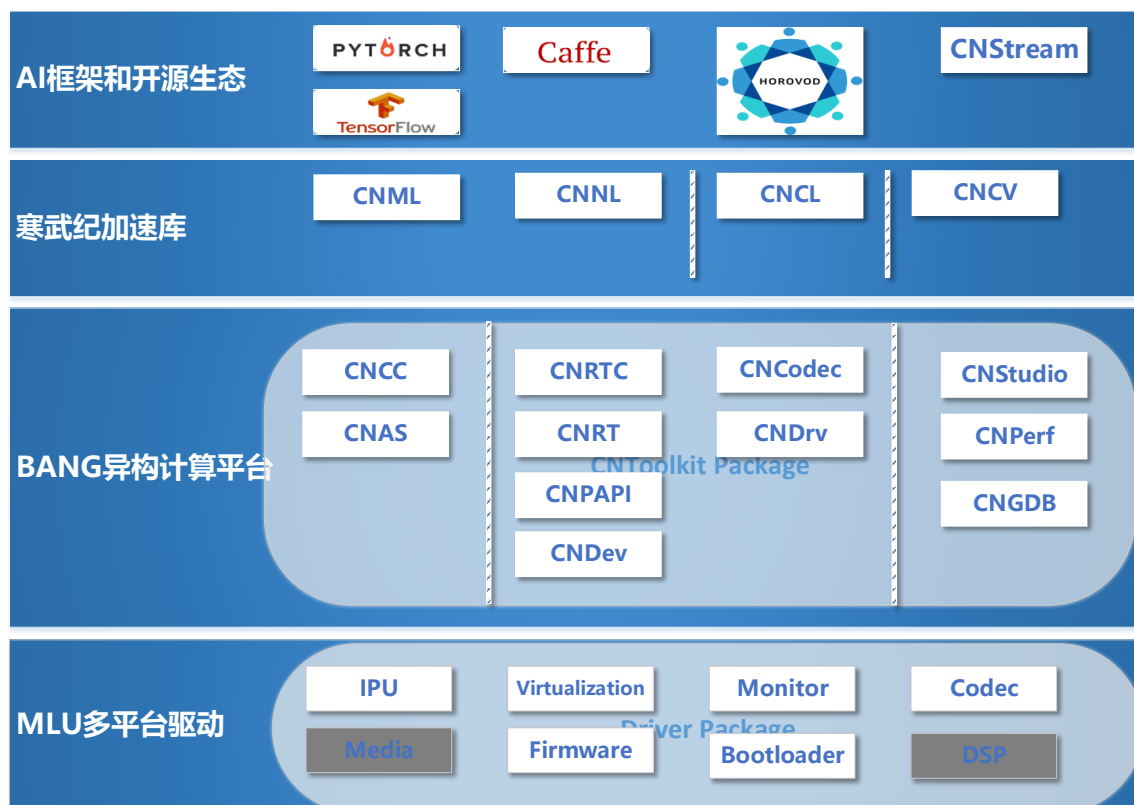 AI框架和开源生态
PYTORCH
Caffe
HOROVOD
CNStream
TensorFlow
寒武纪加速库
CNML
CNNL
CNCL
CNCV
BANG异构计算平台
CNToolkit Package
CNCC
CNRTC
CNCodec
CNStudio
CNAS
CNRT
CNDrv
CNPerf
CNPAPI
CNGDB
CNDev
MLU多平台驱动
Driver Package
IPU
Virtualization
Monitor
Codec
Media
Firmware
Bootloader
DSP